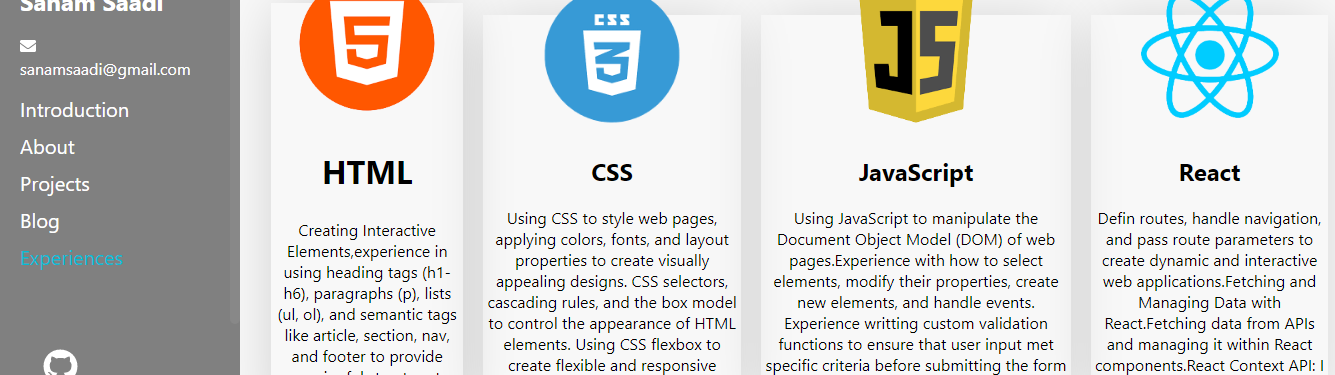 Sanam Saadi
sanamsaadi@gmail.com
Introduction
About
Projects
Blog
Experiences
5
HTML
Creating Interactive
Elements,experience in
using heading tags (h1-
h6), paragraphs (p), lists
(ul, ol), and semantic tags
like article, section, nav,
and footer to provide
CSS
3
CSS
Using CSS to style web pages,
applying colors, fonts, and layout
properties to create visually
appealing designs. CSS selectors,
cascading rules, and the box model
to control the appearance of HTML
elements. Using CSS flexbox to
create flexible and responsive
JS
JavaScript
Using JavaScript to manipulate the
Document Object Model (DOM) of web
pages.Experience with how to select
elements, modify their properties, create
new elements, and handle events.
Experience writting custom validation
functions to ensure that user input met
specific criteria before submitting the form
React
Defin routes, handle navigation,
and pass route parameters to
create dynamic and interactive
web applications.Fetching and
Managing Data with
React.Fetching data from APIs
and managing it within React
components.React Context API: I